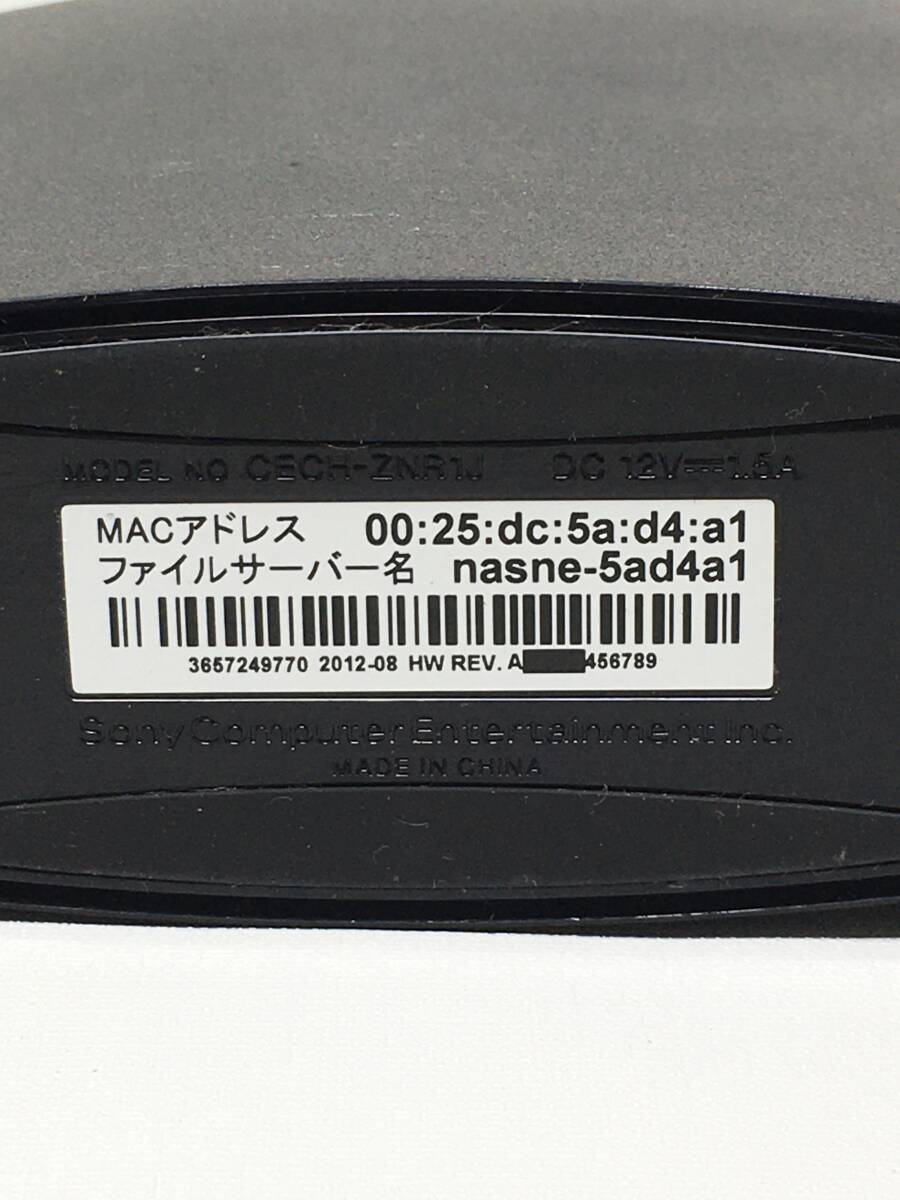 MODEL NO CECH-ZNR1J DC 12V⎓1.5A
MACアドレス 00:25:dc:5a:d4:a1
ファイルサーバー名 nasne-5ad4a1
3657249770 2012-08 HW REV. A 456789
Sony Computer Entertainment Inc.
MADE IN CHINA